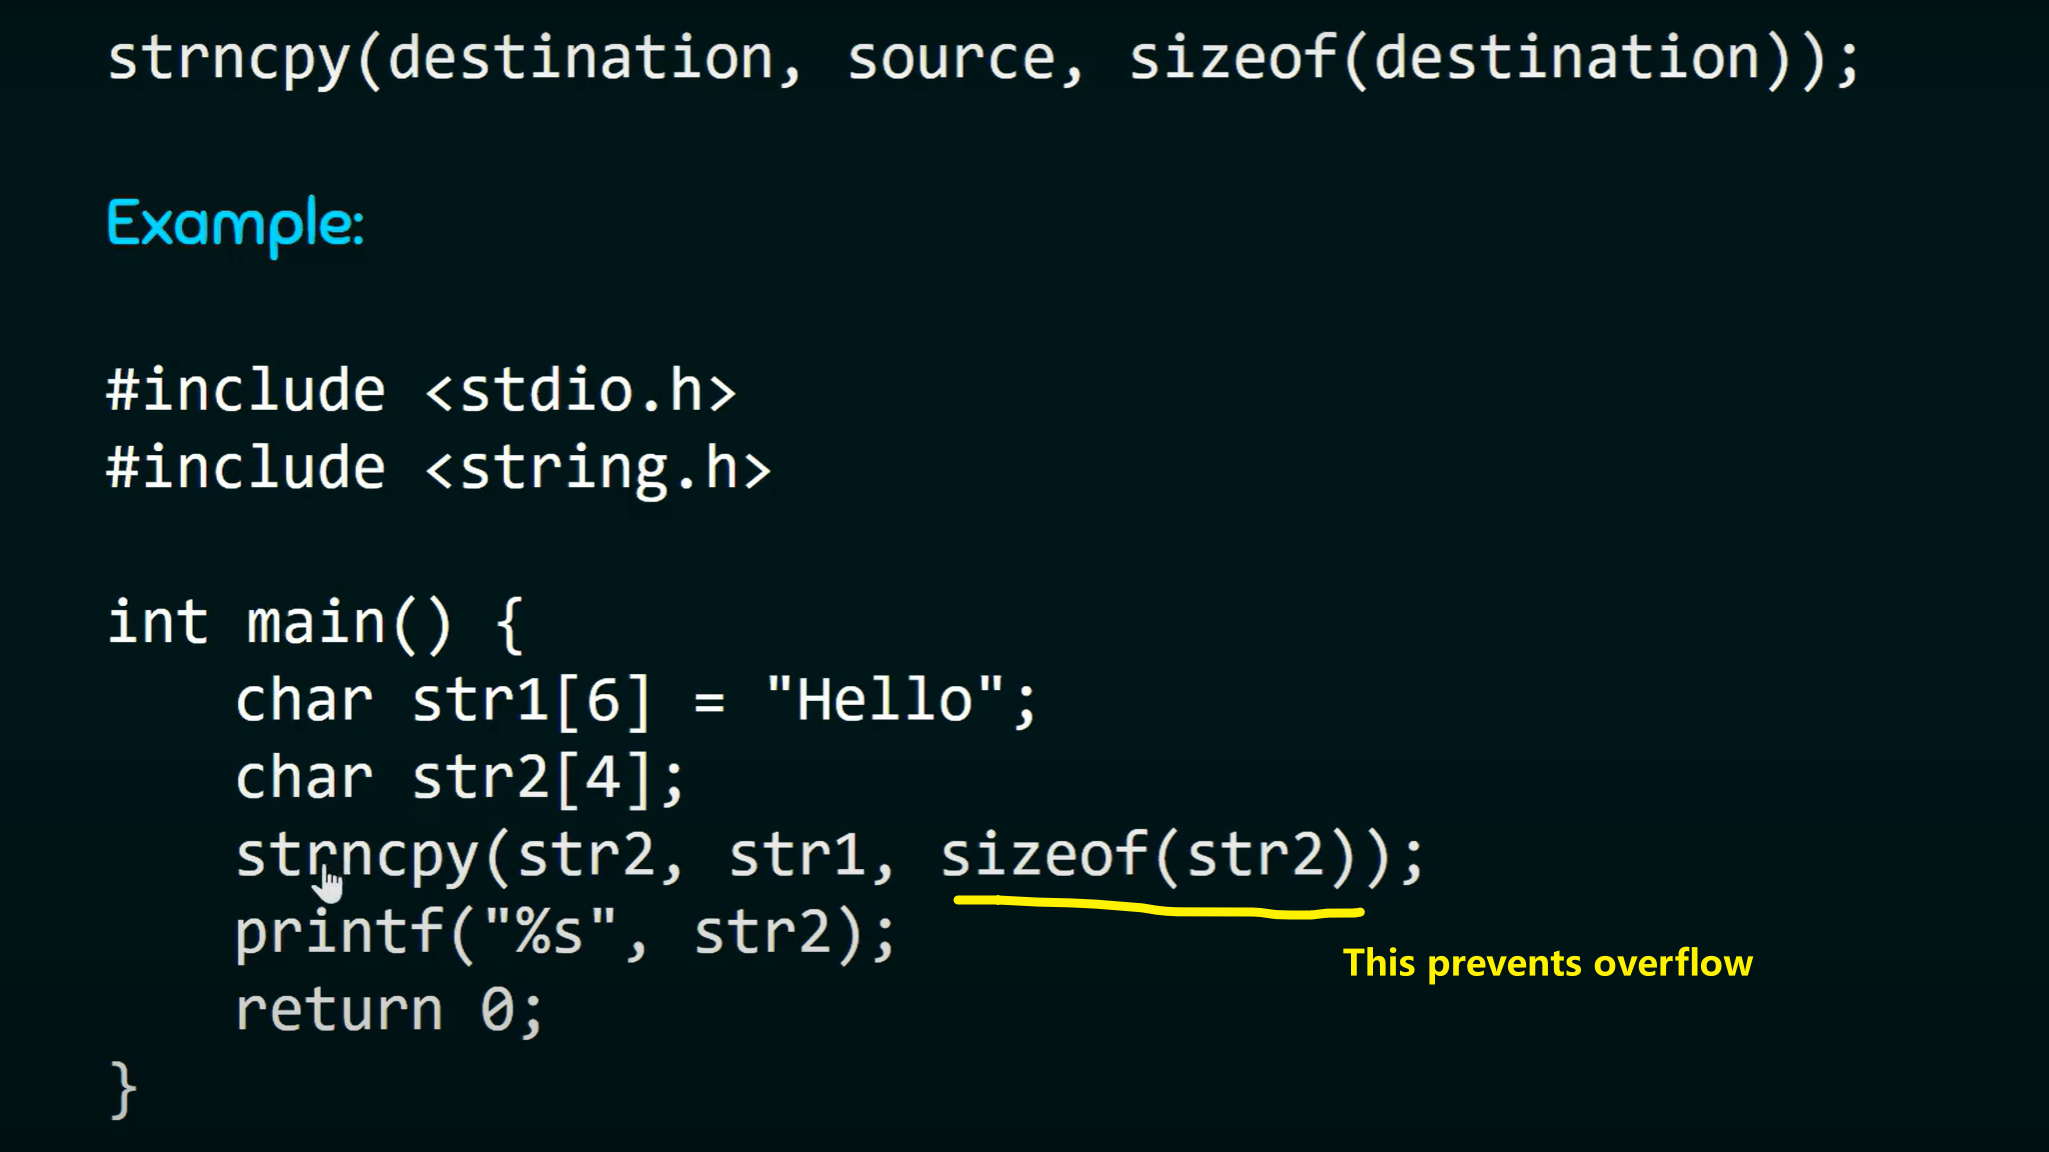 strncpy(destination, source, sizeof(destination));
Example:
#include <stdio.h>
#include <string.h>
int main() {
char str1[6] = "Hello";
char str2[4];
strncpy(str2, str1, sizeof(str2));
printf("%s", str2);
This prevents overflow
return 0;
}